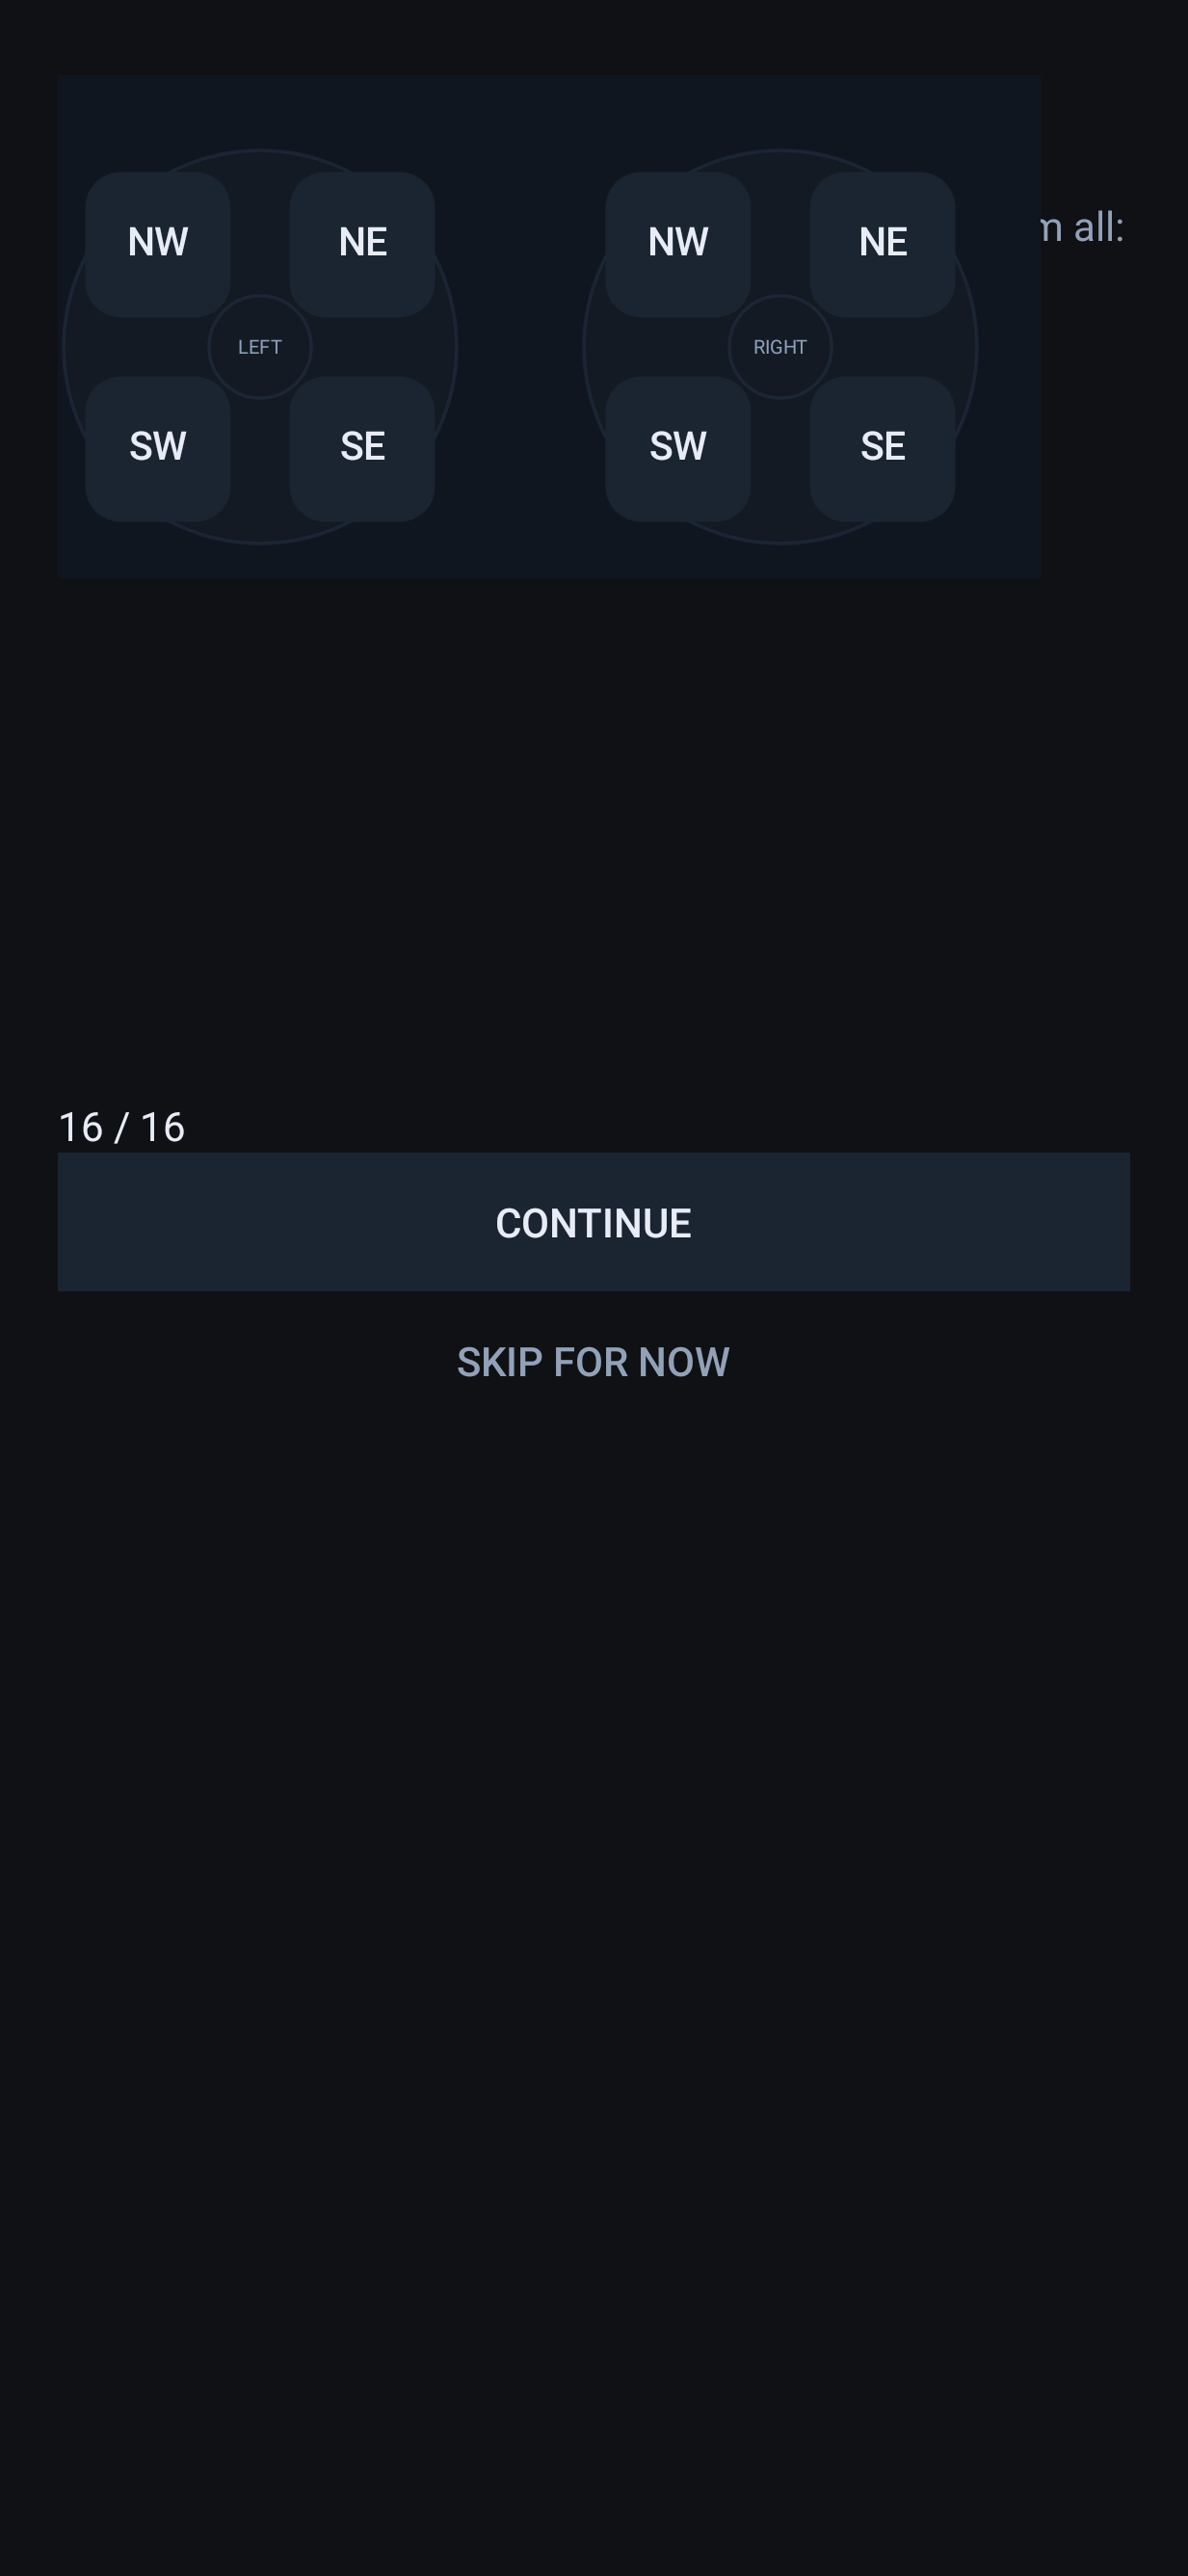 NW NE NW NE
m all:
LEFT RIGHT
SW SE SW SE
16 / 16
CONTINUE
SKIP FOR NOW